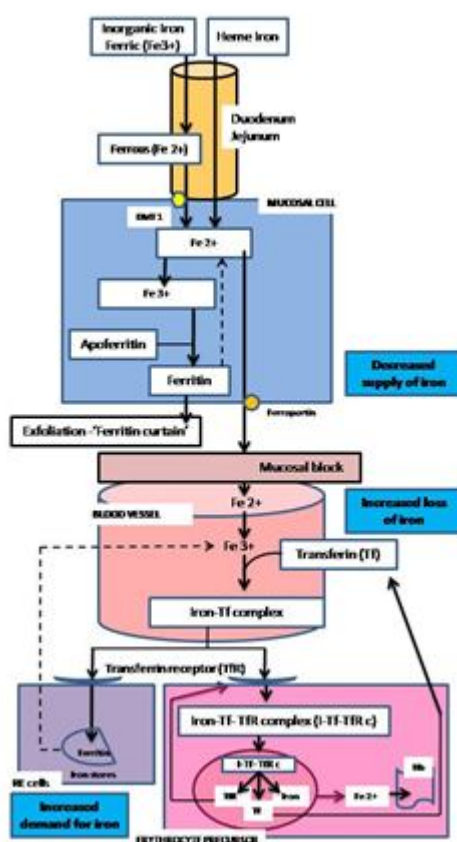 Inorganic Iron
Ferric (Fe3+)
Heme Iron
Duodenum
Jejunum
Ferrous (Fe 2+)
MUCOSAL CELL
DMT1
Fe 2+
Fe 3+
Apoferritin
Ferritin
Decreased
supply of iron
Ferroportin
Exfoliation -'Ferritin curtain'
Mucosal block
Fe 2+
BLOOD VESSEL
Increased loss
of iron
Fe 3+
Transferin (Tf)
Iron-Tf complex
Transferrin receptor (TfR)
Iron-Tf- TfR complex (I-Tf-TfR c)
I-Tf- TfR c
Ferritin
Iron stores
TfR
Iron
Tf
Fe 2+
Hb
RE cells
Increased
demand for iron
ERYTHROCYTE PRECURSOR